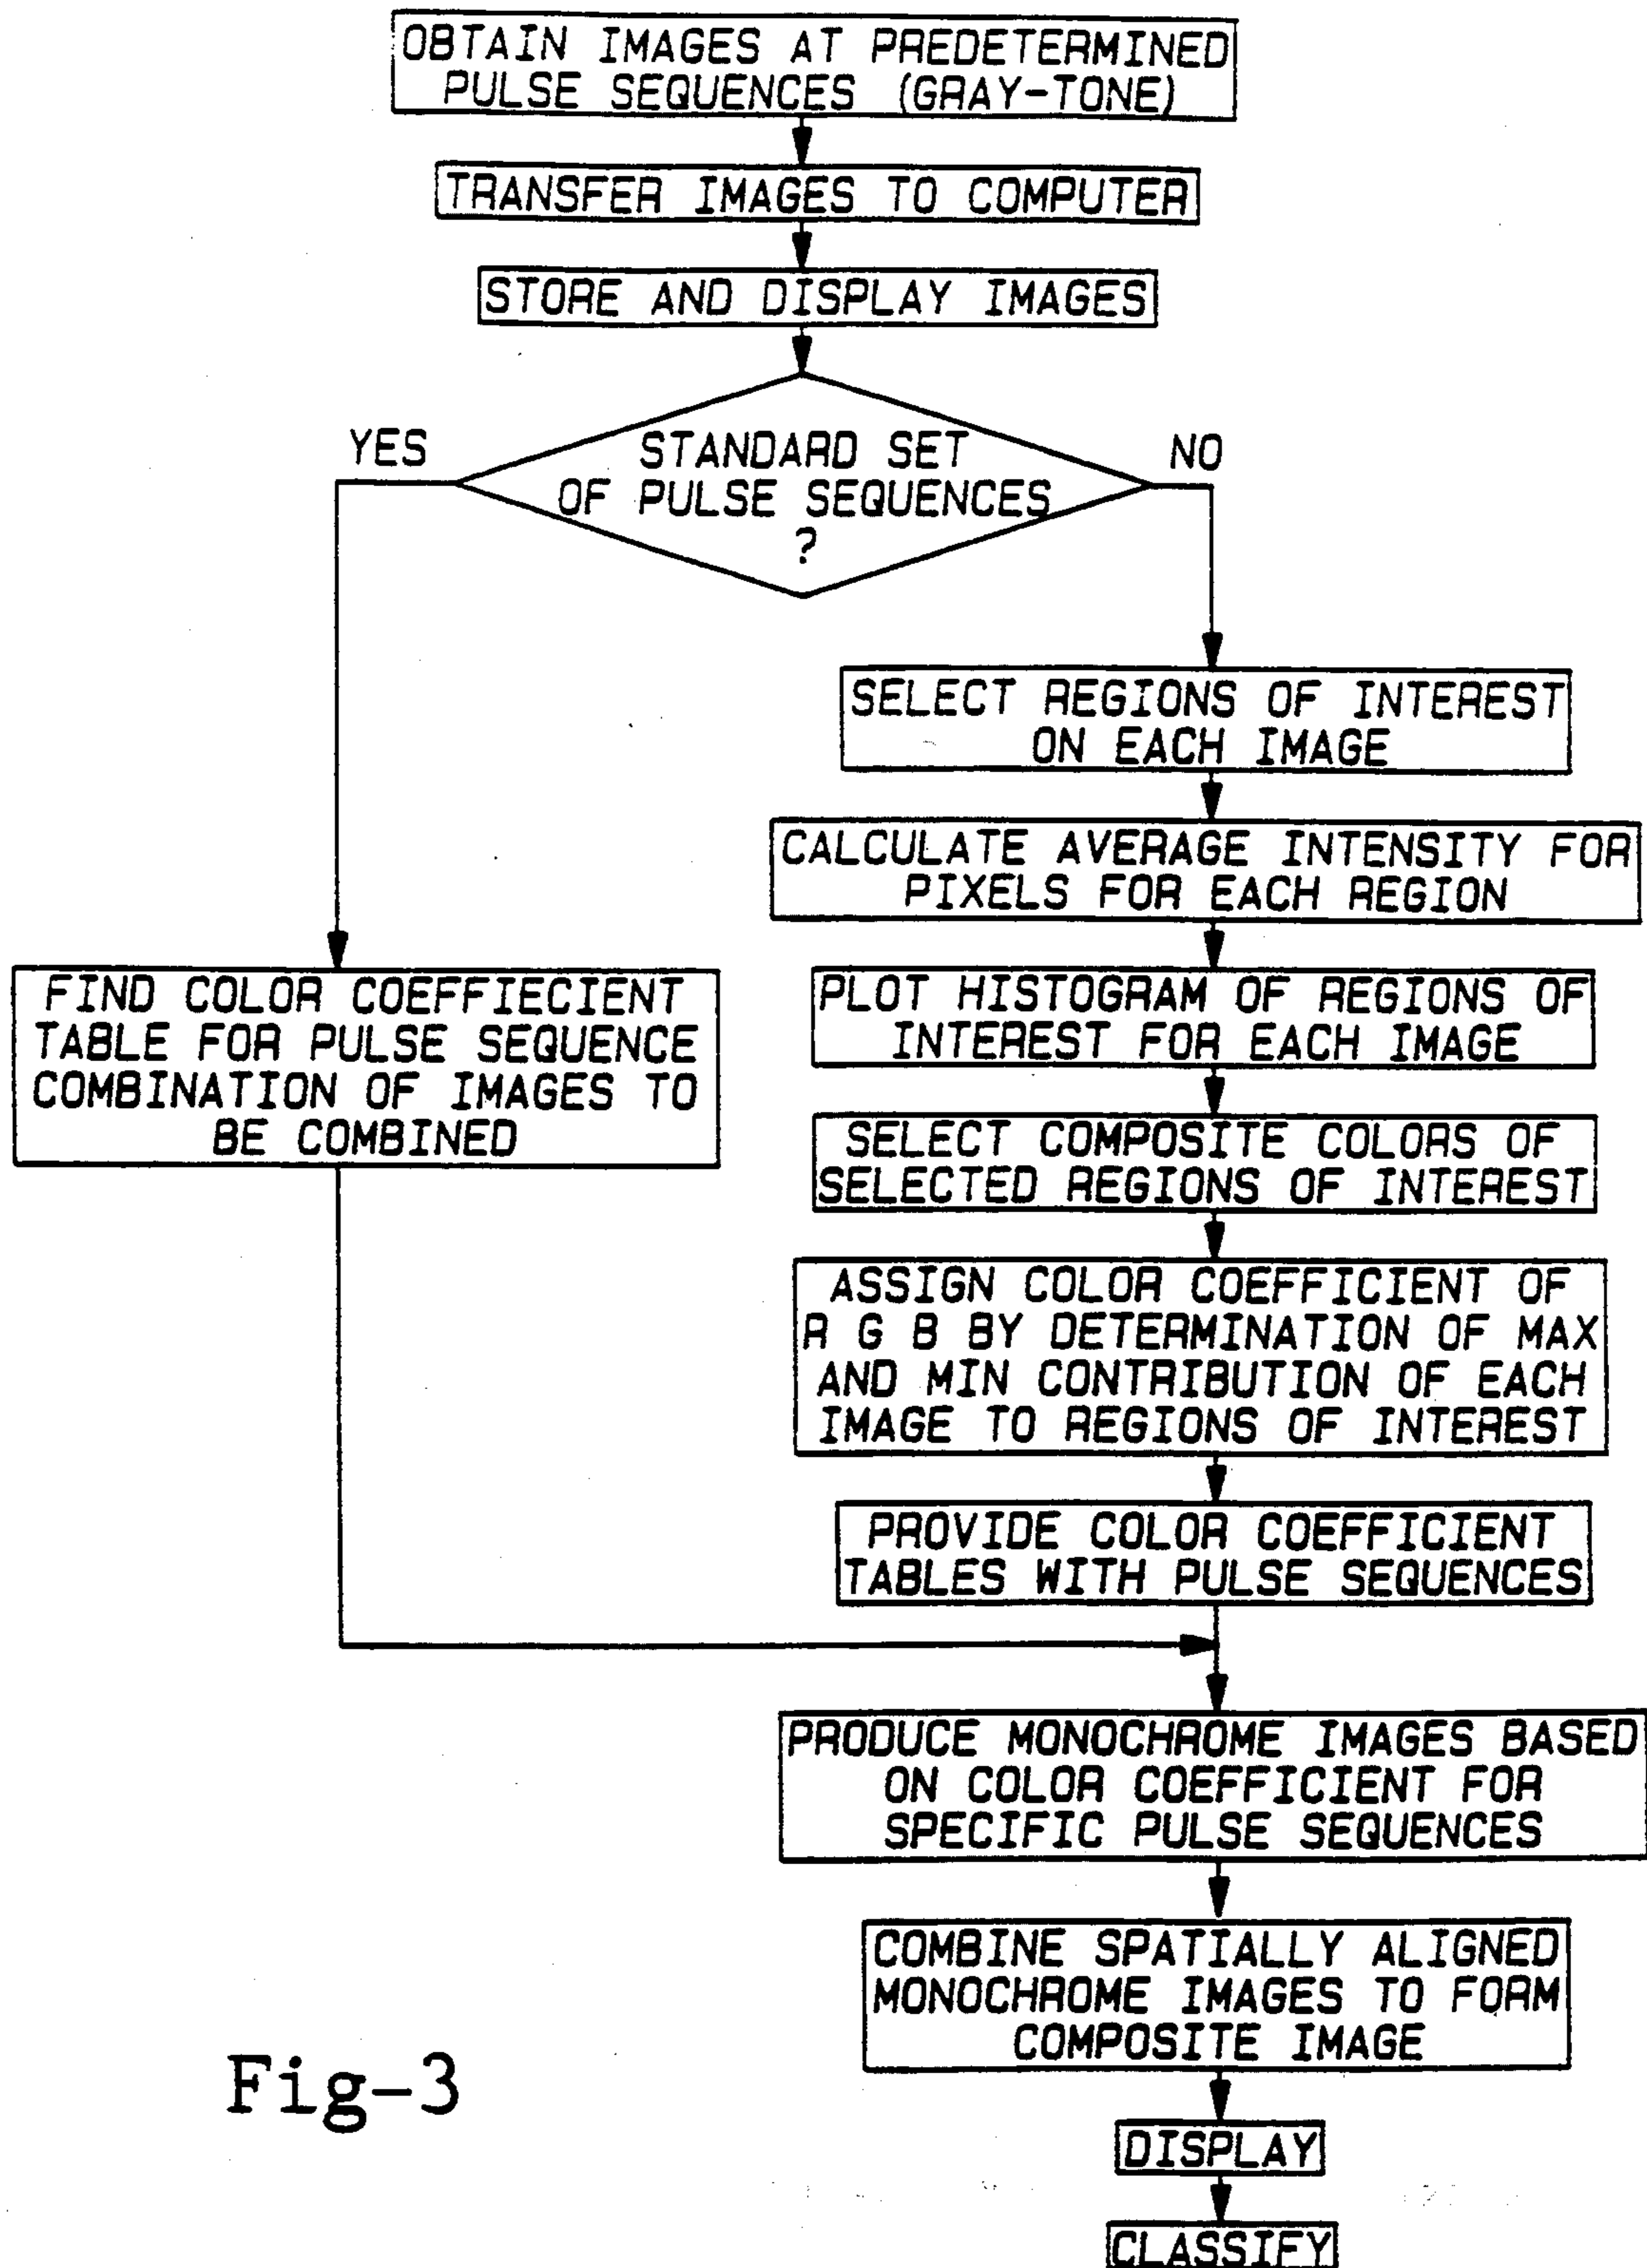 OBTAIN IMAGES AT PREDETERMINED
PULSE SEQUENCES (GRAY-TONE)
TRANSFER IMAGES TO COMPUTER
STORE AND DISPLAY IMAGES
YES
STANDARD SET
OF PULSE SEQUENCES
?
NO
SELECT REGIONS OF INTEREST
ON EACH IMAGE
CALCULATE AVERAGE INTENSITY FOR
PIXELS FOR EACH REGION
FIND COLOR COEFFIECIENT
TABLE FOR PULSE SEQUENCE
COMBINATION OF IMAGES TO
BE COMBINED
PLOT HISTOGRAM OF REGIONS OF
INTEREST FOR EACH IMAGE
SELECT COMPOSITE COLORS OF
SELECTED REGIONS OF INTEREST
ASSIGN COLOR COEFFICIENT OF
R G B BY DETERMINATION OF MAX
AND MIN CONTRIBUTION OF EACH
IMAGE TO REGIONS OF INTEREST
PROVIDE COLOR COEFFICIENT
TABLES WITH PULSE SEQUENCES
PRODUCE MONOCHROME IMAGES BASED
ON COLOR COEFFICIENT FOR
SPECIFIC PULSE SEQUENCES
COMBINE SPATIALLY ALIGNED
MONOCHROME IMAGES TO FORM
COMPOSITE IMAGE
Fig-3
DISPLAY
CLASSIFY